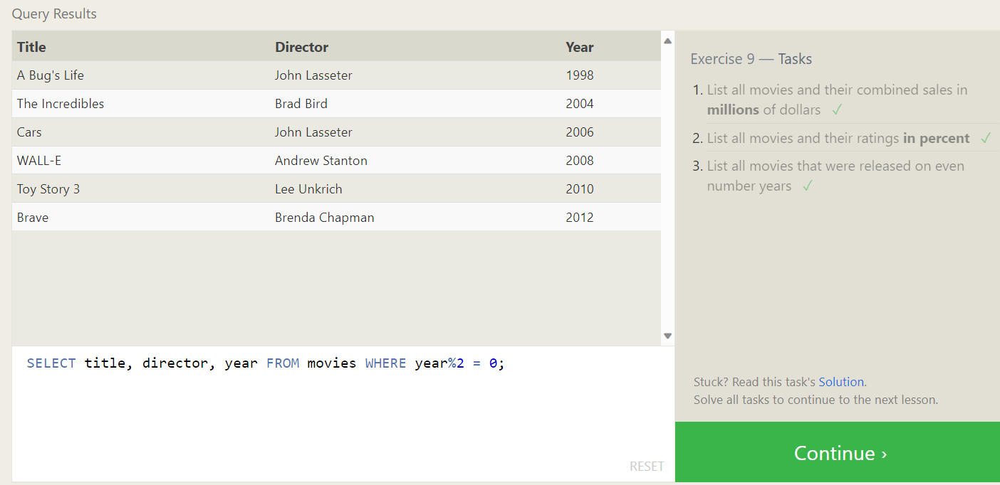 Query Results
Title Director Year
A Bug's Life John Lasseter 1998
The Incredibles Brad Bird 2004
Cars John Lasseter 2006
WALL-E Andrew Stanton 2008
Toy Story 3 Lee Unkrich 2010
Brave Brenda Chapman 2012
SELECT title, director, year FROM movies WHERE year%2 = 0;
RESET
Exercise 9 — Tasks
1. List all movies and their combined sales in
millions of dollars ✓
2. List all movies and their ratings in percent ✓
3. List all movies that were released on even
number years ✓
Stuck? Read this task's Solution.
Solve all tasks to continue to the next lesson.
Continue ›